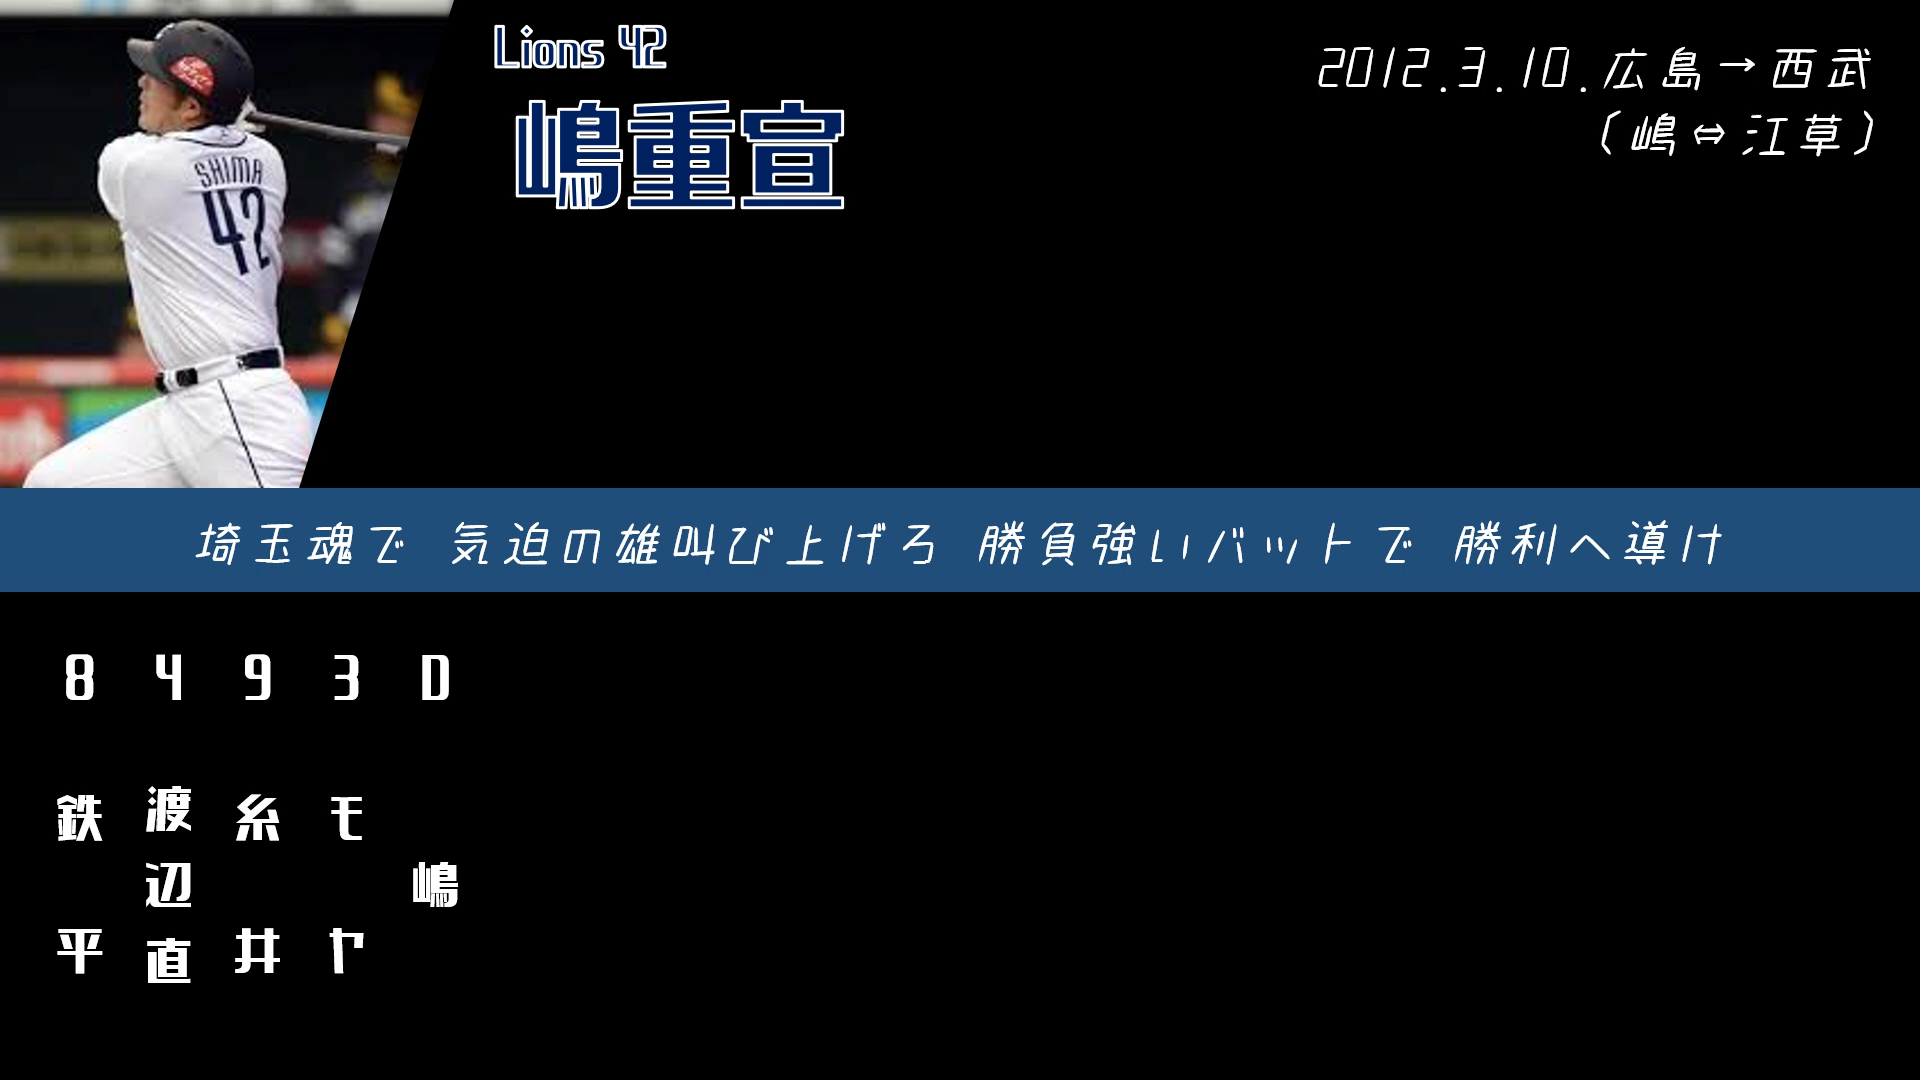 Lions 42
嶋重宣
2012.3.10.広島→西武
(嶋⇔江草)
SHIMA
42
埼玉魂で 気迫の雄叫び上げろ 勝負強いバットで 勝利へ導け
8 4 9 3 D
鉄平
渡辺直
糸井
モヤ
嶋